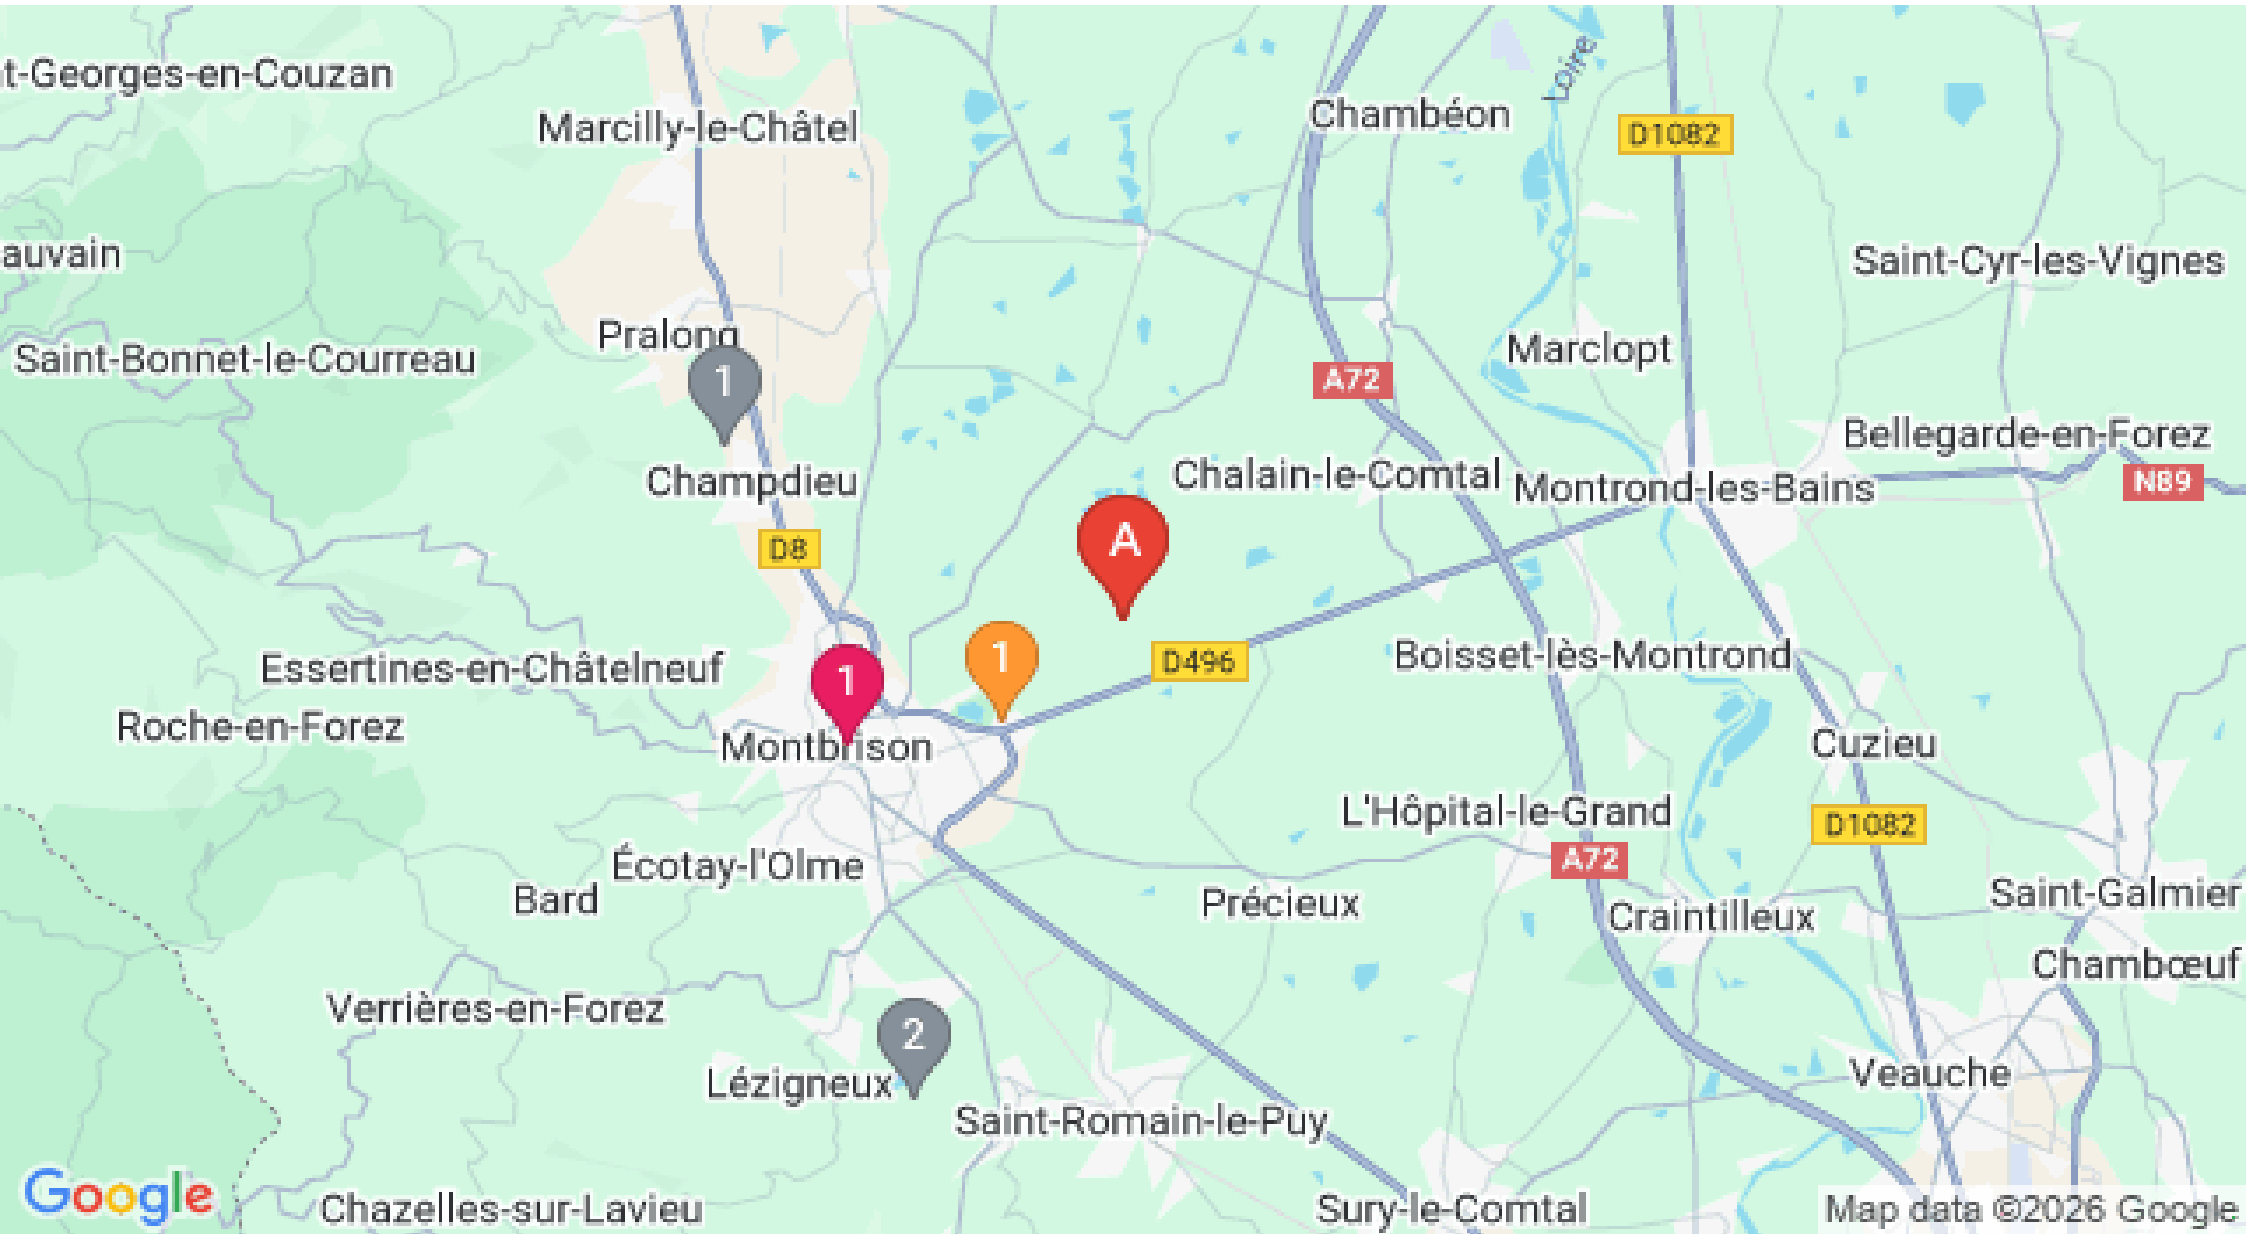 t-Georges-en-Couzan
Marcilly-le-Châtel
Chambéon
Loire
D1082
auvain
Saint-Cyr-les-Vignes
Pralong
Saint-Bonnet-le-Courreau
1
A72
Marclopt
Champdieu
Chalain-le-Comtal
Montrond-les-Bains
Bellegarde-en-Forez
N89
D8
A
Essertines-en-Châtelneuf
1
1
D496
Boisset-lès-Montrond
Roche-en-Forez
Montbrison
Cuzieu
L'Hôpital-le-Grand
D1082
Écotay-l'Olme
A72
Bard
Précieux
Craintilleux
Saint-Galmier
Chambœuf
Verrières-en-Forez
2
Lézigneux
Veauche
Saint-Romain-le-Puy
Google
Chazelles-sur-Lavieu
Sury-le-Comtal
Map data ©2026 Google